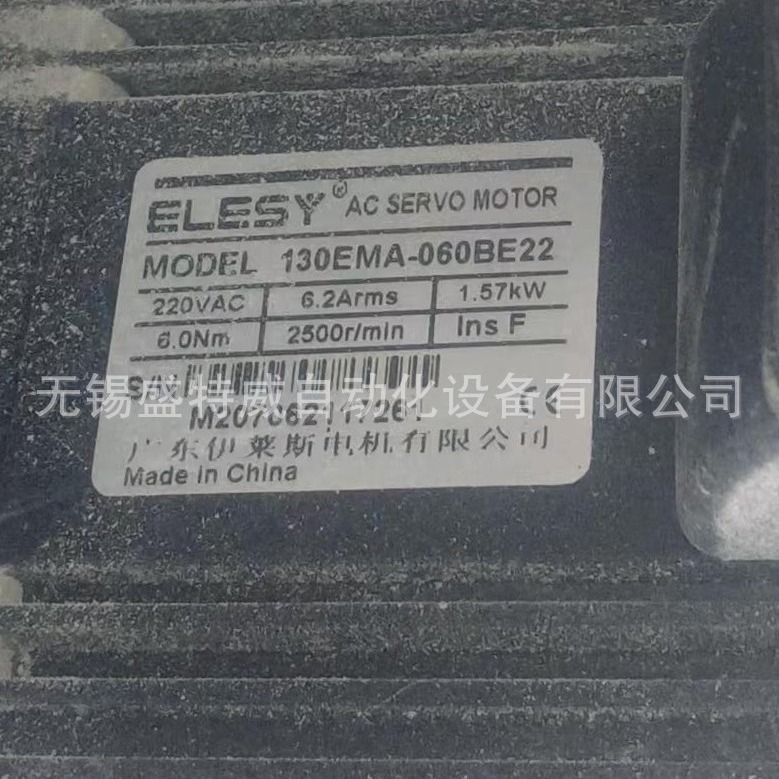 ELESY® AC SERVO MOTOR
MODEL 130EMA-060BE22
220VAC 6.2Arms 1.57kW
6.0Nm 2500r/min Ins F
S/N
无锡盛特威自动化设备有限公司
CE
广东伊莱斯电机有限公司
Made in China